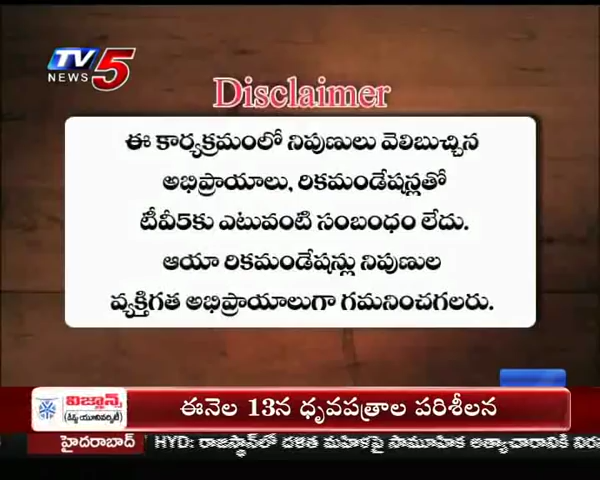 TV5
NEWS
Disclaimer
ఈ కార్యక్రమంలో నిపుణులు వెలిబుచ్చిన
అభిప్రాయాలు, రికమండేషన్లతో
టీవీ5కు ఎటువంటి సంబంధం లేదు.
ఆయా రికమండేషన్లు నిపుణుల
వ్యక్తిగత అభిప్రాయాలుగా గమనించగలరు.
విజ్ఞాన్స్
(డీమ్డ్ యూనివర్సిటీ)
ఈనెల 13న ధృవపత్రాల పరిశీలన
హైదరాబాద్
HYD: రాజస్థాన్‌లో దళిత మహిళపై సామూహిక అత్యాచారానికి నిర